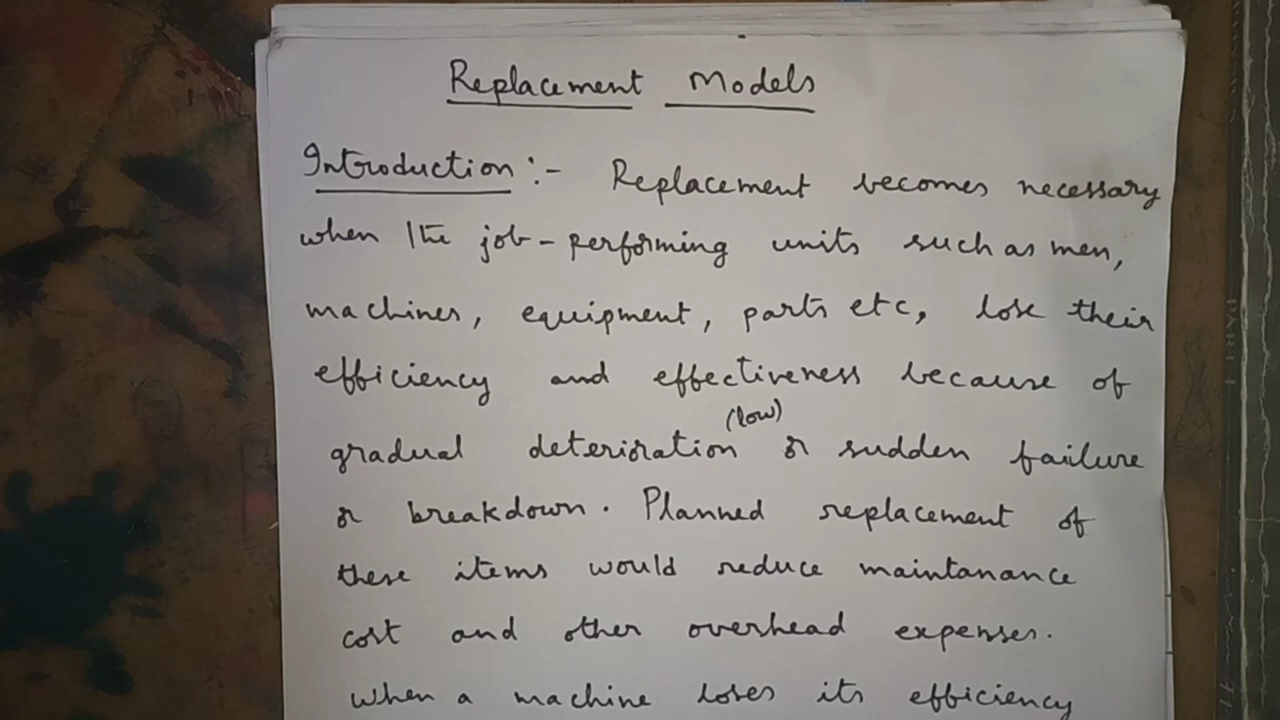 Replacement Models
Introduction :- Replacement becomes necessary
when the job-performing units such as men,
machines, equipment, parts etc, lose their
efficiency and effectiveness because of
(low)
gradual deterioration or sudden failure
or breakdown. Planned replacement of
these items would reduce maintanance
cost and other overhead expenses.
When a machine loses its efficiency